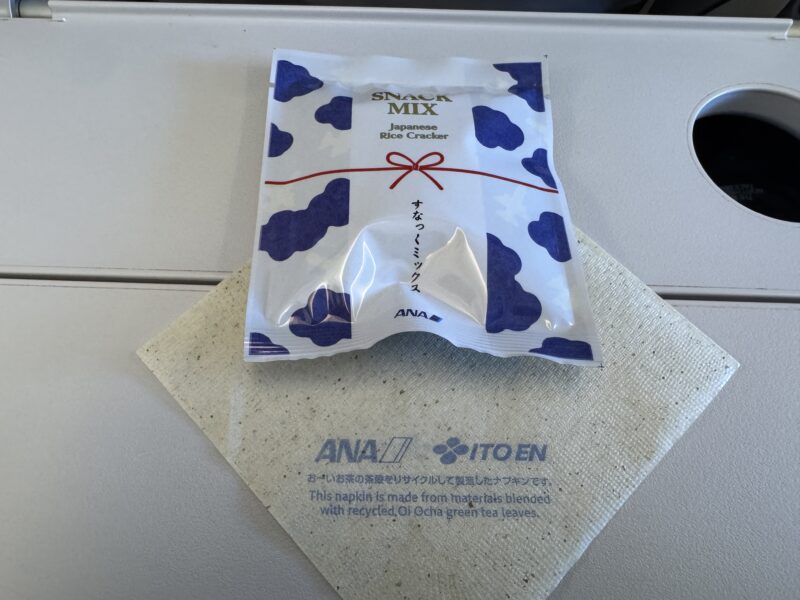 SNACK
MIX
Japanese
Rice Cracker
すなっくミックス
ANA
ANA ITO EN
お〜いお茶の茶殻をリサイクルして製造したナプキンです。
This napkin is made from materials blended
with recycled Oi Ocha green tea leaves.